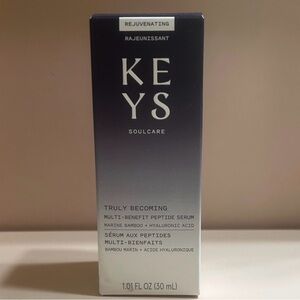 REJUVENATING
RAJEUNISSANT
KE
YS
SOULCARE
TRULY BECOMING
MULTI-BENEFIT PEPTIDE SERUM
MARINE BAMBOO + HYALURONIC ACID
SÉRUM AUX PEPTIDES
MULTI-BIENFAITS
BAMBOU MARIN + ACIDE HYALURONIQUE
1.01 FL OZ (30 mL)